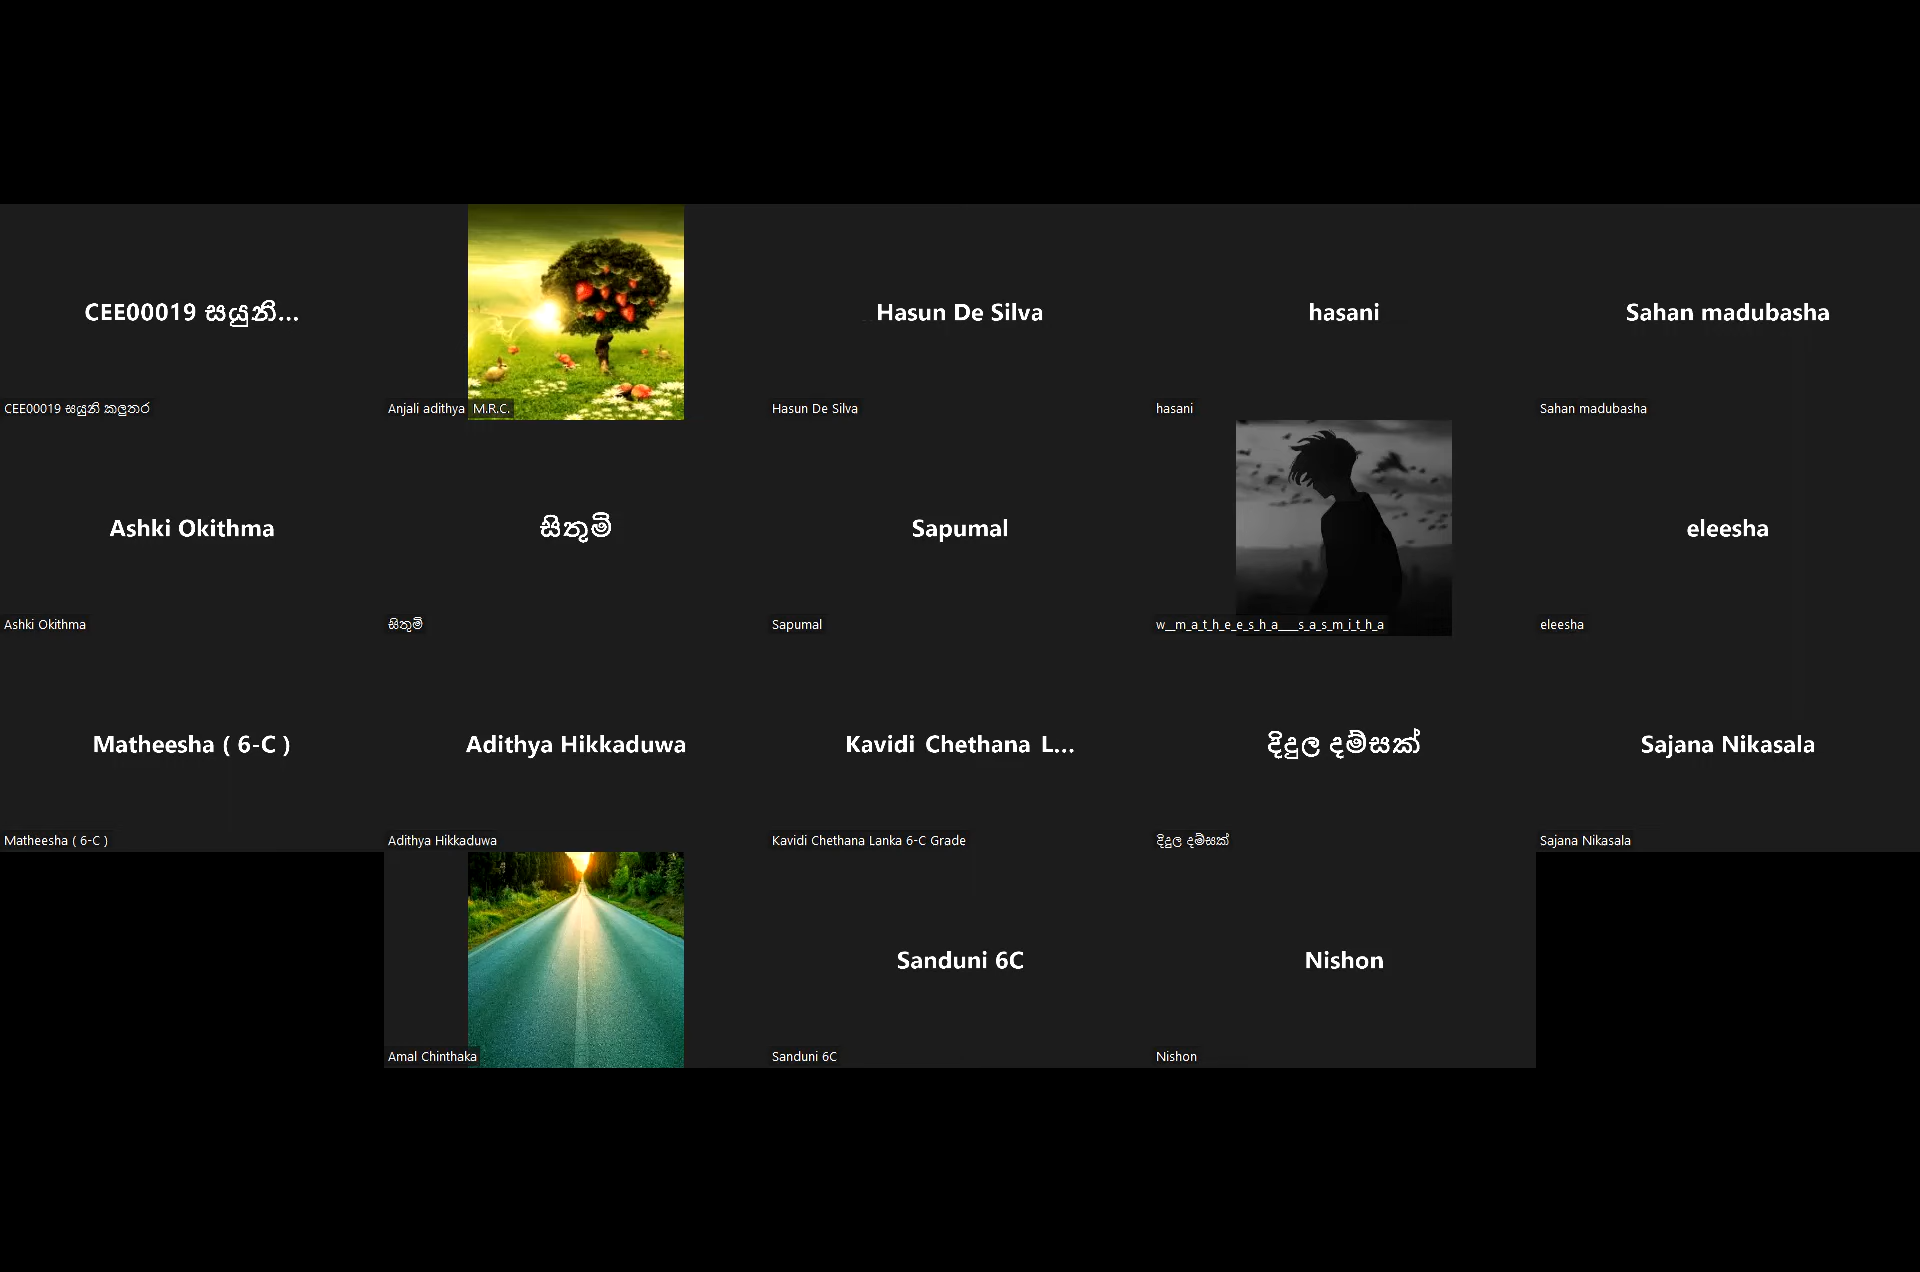 CEE00019 සයුනි...
CEE00019 සයුනි කලුතර
Anjali adithya M.R.C.
Hasun De Silva
Hasun De Silva
hasani
hasani
Sahan madubasha
Sahan madubasha
Ashki Okithma
Ashki Okithma
සිතුමි
සිතුමි
Sapumal
Sapumal
w__m_a_t_h_e_e_s_h_a___s_a_s_m_i_t_h_a
eleesha
eleesha
Matheesha ( 6-C )
Matheesha ( 6-C )
Adithya Hikkaduwa
Adithya Hikkaduwa
Kavidi Chethana L...
Kavidi Chethana Lanka 6-C Grade
දිදුල දම්සක්
දිදුල දම්සක්
Sajana Nikasala
Sajana Nikasala
Amal Chinthaka
Sanduni 6C
Sanduni 6C
Nishon
Nishon